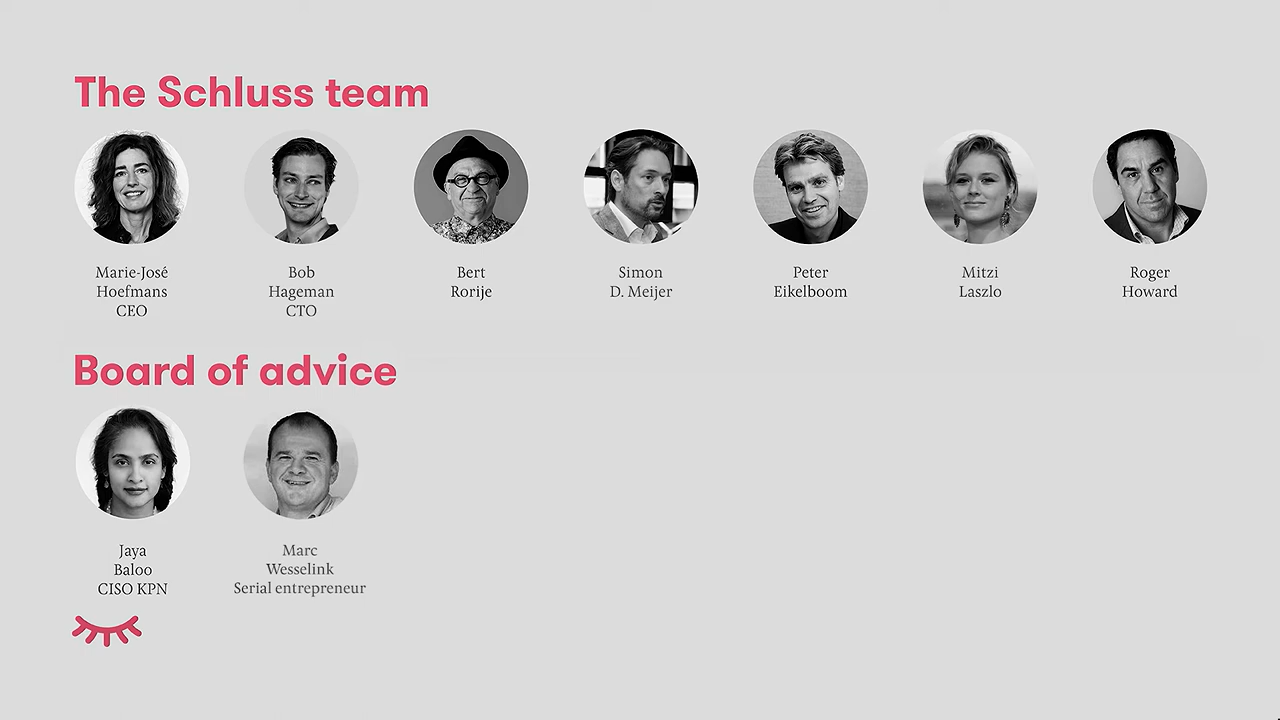 The Schluss team
Marie-José
Hoefmans
CEO
Bob
Hageman
CTO
Bert
Rorije
Simon
D. Meijer
Peter
Eikelboom
Mitzi
Laszlo
Roger
Howard
Board of advice
Jaya
Baloo
CISO KPN
Marc
Wesselink
Serial entrepreneur